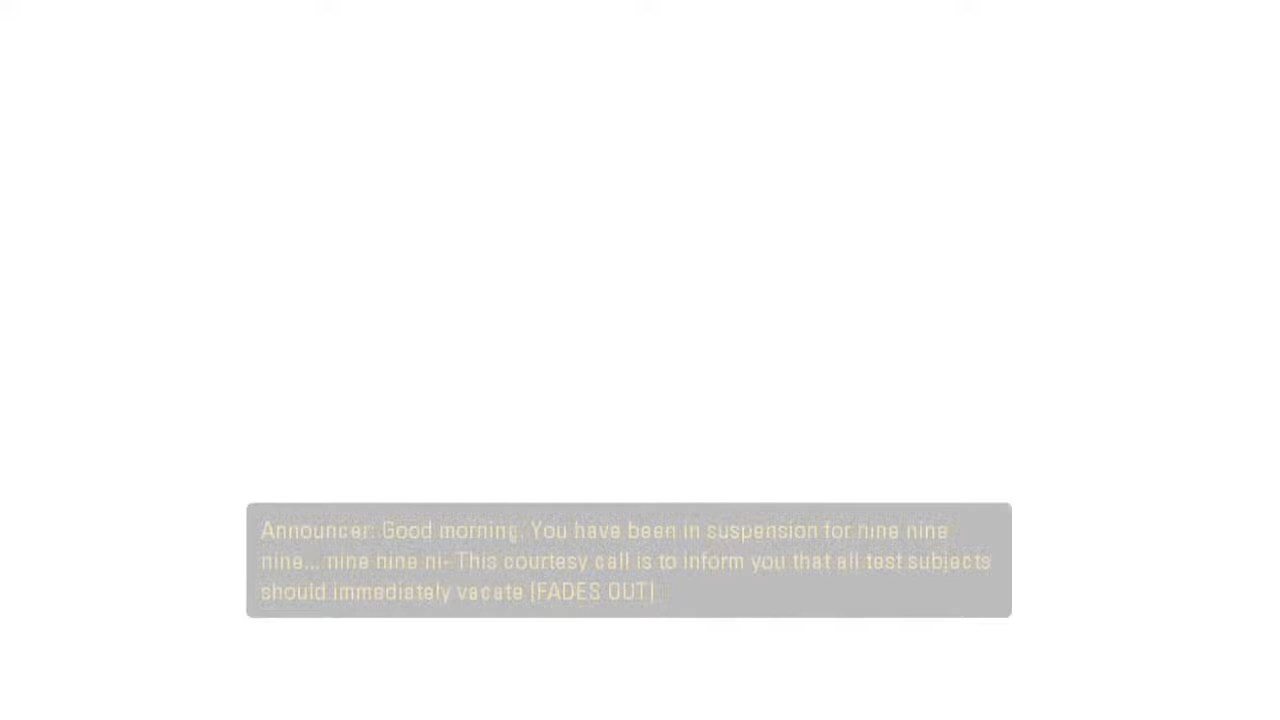 Announcer: Good morning. You have been in suspension for nine nine
nine... nine nine ni- This courtesy call is to inform you that all test subjects
should immediately vacate [FADES OUT]